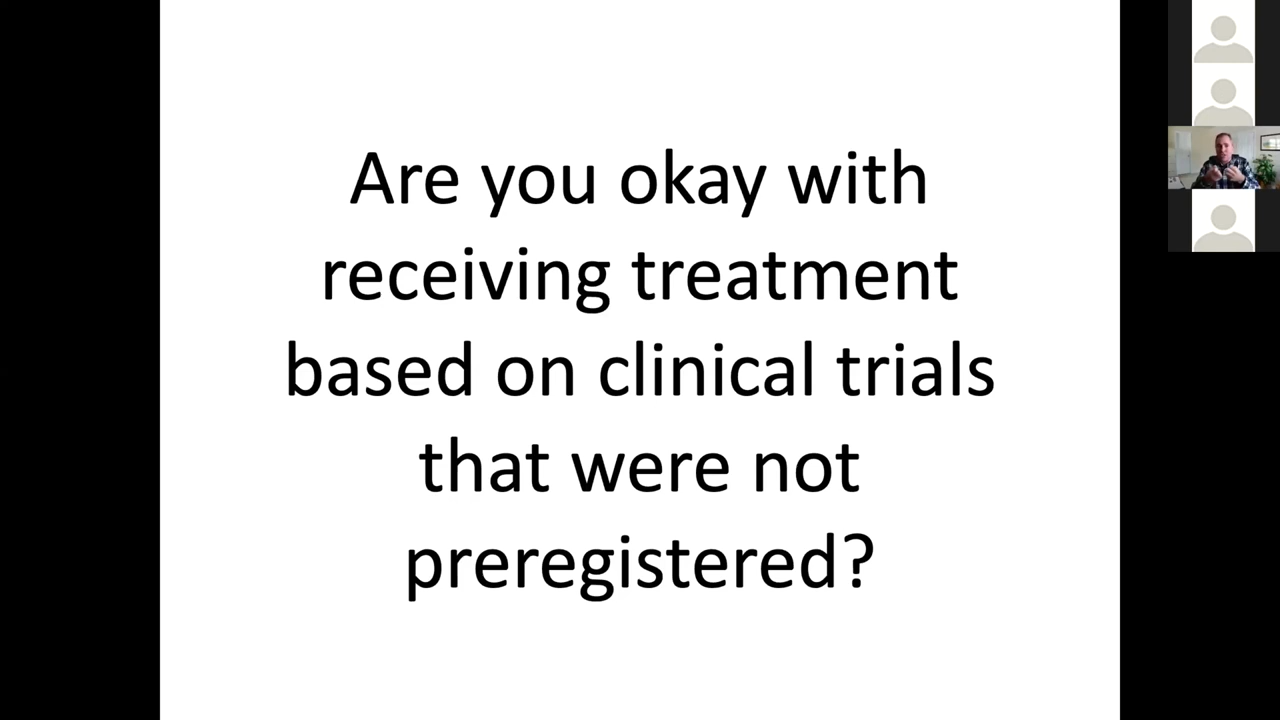 Are you okay with
receiving treatment
based on clinical trials
that were not
preregistered?